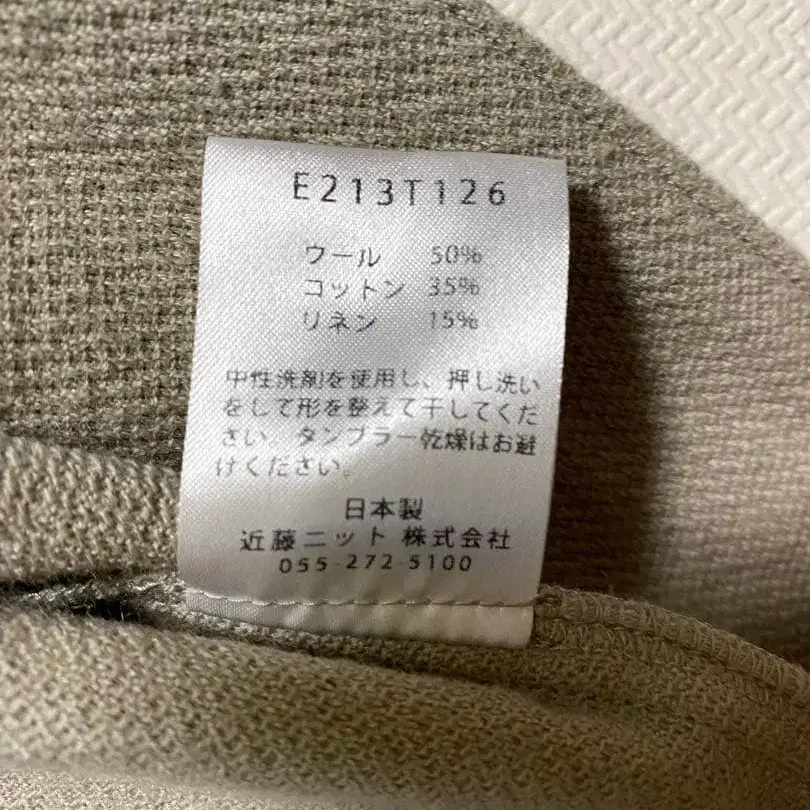 E213T126
ウール 50%
コットン 35%
リネン 15%
中性洗剤を使用し、押し洗い
をして形を整えて干してくだ
さい。タンブラー乾燥はお避
けください。
日本製
近藤ニット 株式会社
055-272-5100